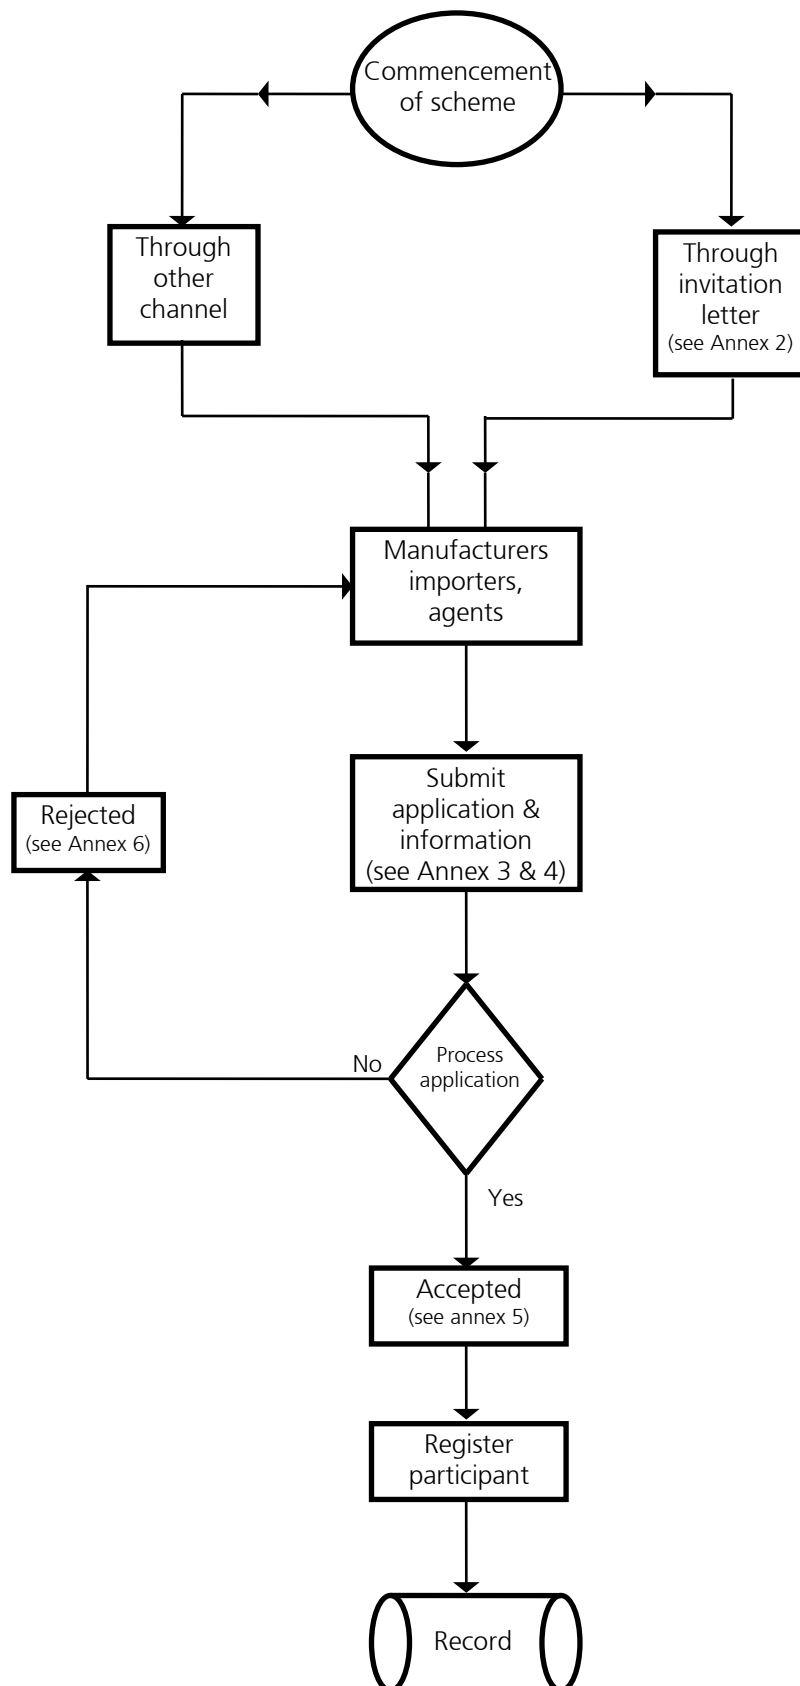 Commencement
of scheme
Through
other
channel
Through
invitation
letter
(see Annex 2)
Manufacturers
importers,
agents
Submit
application &
information
(see Annex 3 & 4)
Rejected
(see Annex 6)
Process
application
No
Yes
Accepted
(see annex 5)
Register
participant
Record